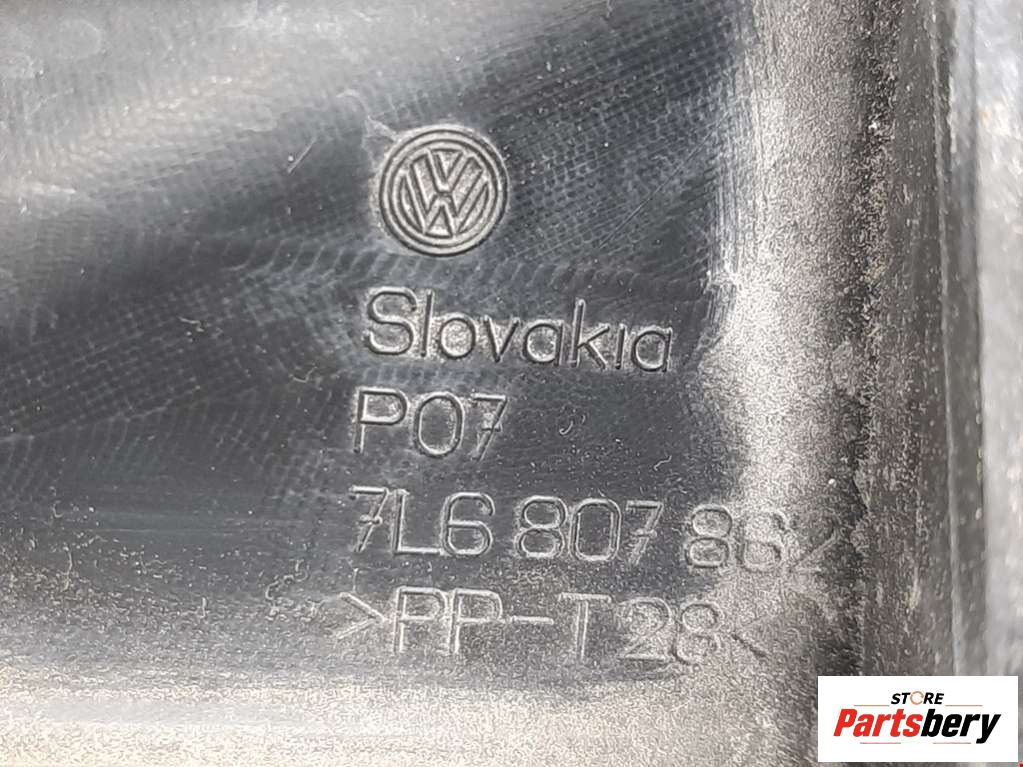 Slovakia
P07
7L6 807 862
>PP-T28<
STORE
Partsbery